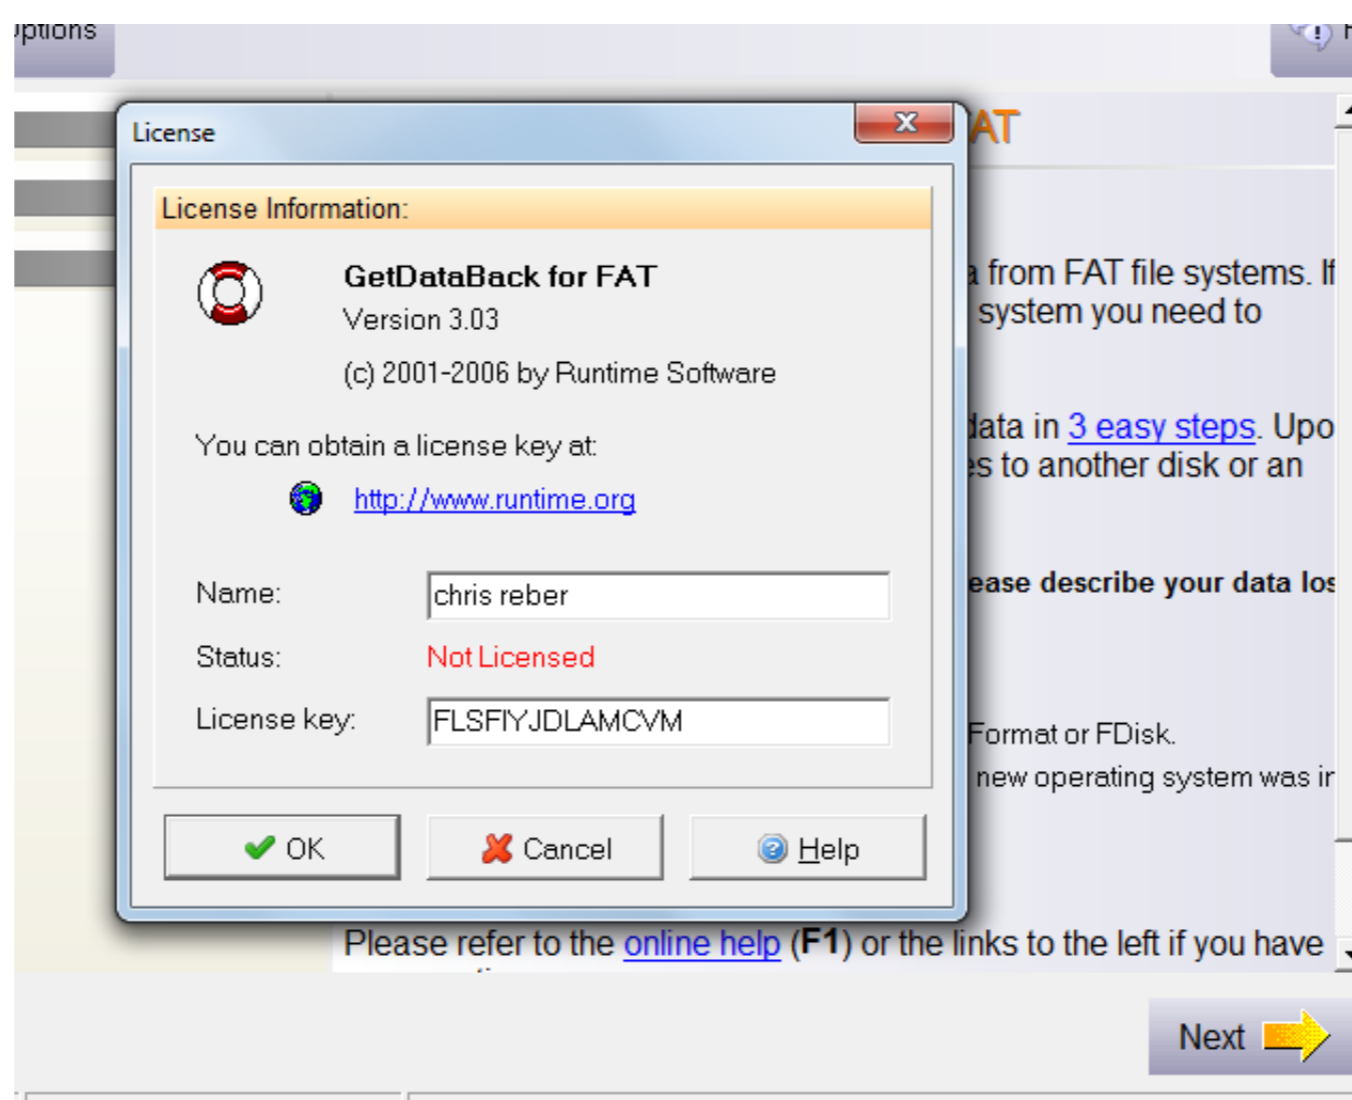 ptions
License
AT
License Information:
GetDataBack for FAT
Version 3.03
(c) 2001-2006 by Runtime Software
from FAT file systems. If
system you need to
You can obtain a license key at:
http://www.runtime.org
data in 3 easy steps. Upo
es to another disk or an
Name: chris reber
ease describe your data los
Status: Not Licensed
License key: FLSFIYJDLAMCVM
Format or FDisk.
new operating system was in
OK Cancel Help
Please refer to the online help (F1) or the links to the left if you have
Next